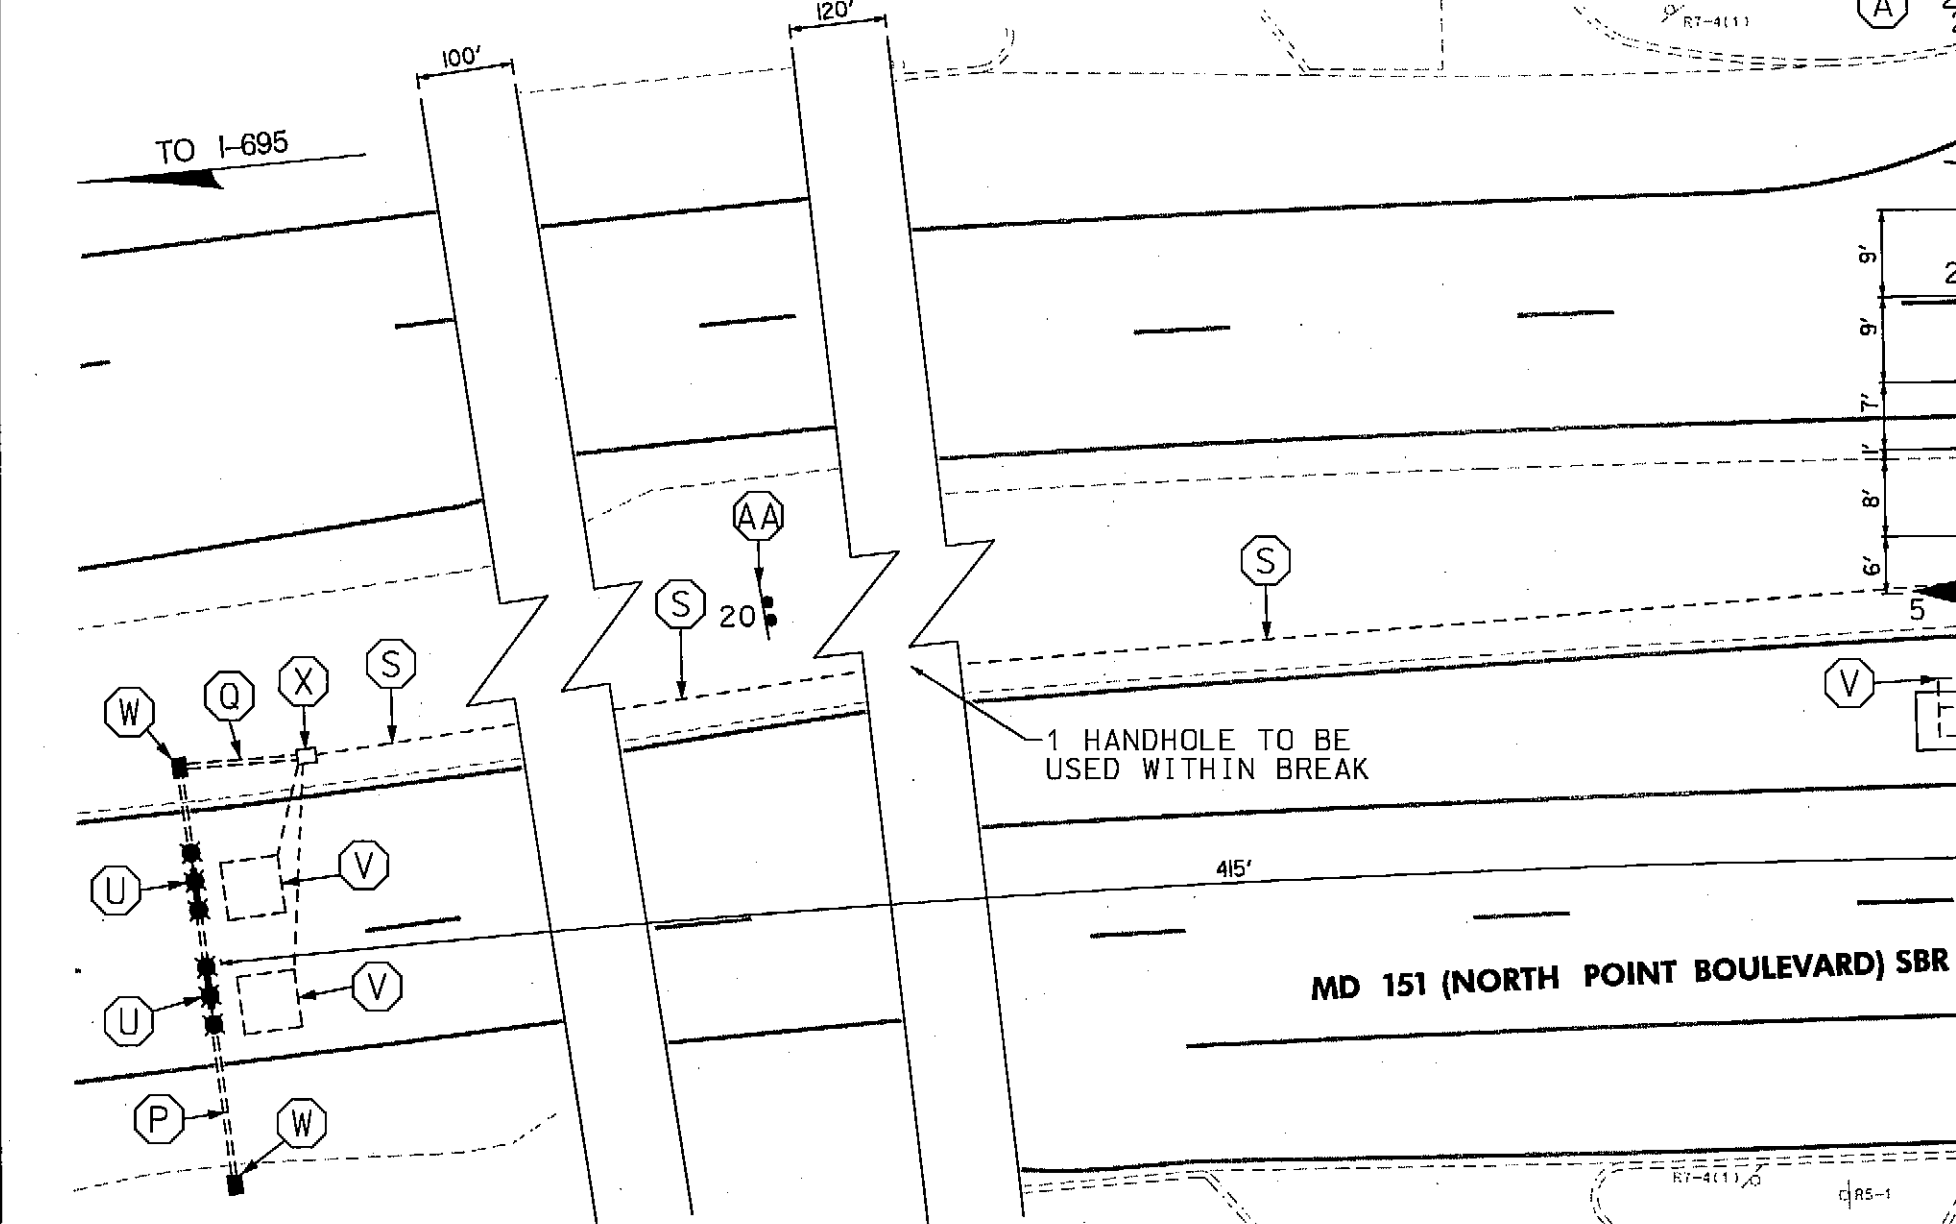 120'
R7-4(1)
A
100'
TO I-695
9'
2
9'
7'
1'
8'
6'
AA
20
S
S
5
S
W
Q
X
V
1 HANDHOLE TO BE
USED WITHIN BREAK
U
V
415'
MD 151 (NORTH POINT BOULEVARD) SBR
U
V
P
W
R7-4(1)
R5-1